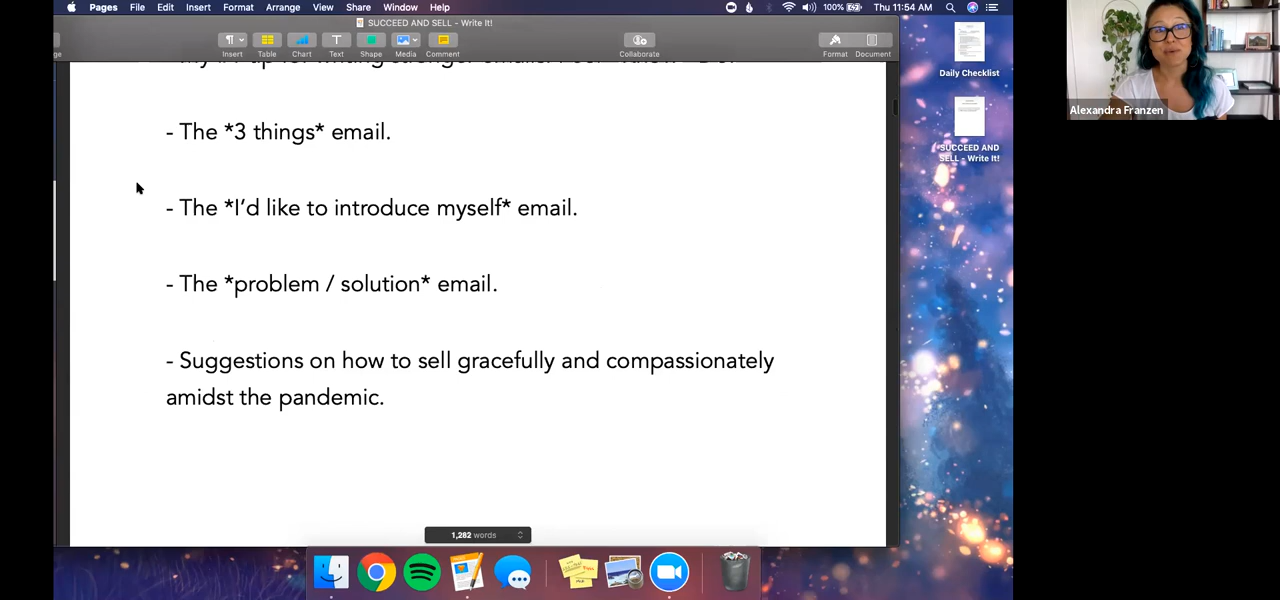 Pages File Edit Insert Format Arrange View Share Window Help 100% Thu 11:54 AM
SUCCEED AND SELL - Write It!
Insert Table Chart Text Shape Media Comment Collaborate Format Document
- The *3 things* email.
- The *I'd like to introduce myself* email.
- The *problem / solution* email.
- Suggestions on how to sell gracefully and compassionately
amidst the pandemic.
1,282 words
Daily Checklist
SUCCEED AND
SELL - Write It!
Alexandra Franzen